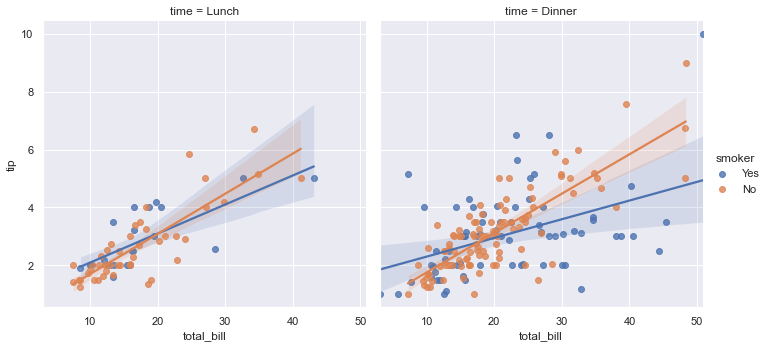 time = Lunch
time = Dinner
10
8
6
4
2
tip
10
20
30
40
50
total_bill
10
20
30
40
50
total_bill
smoker
Yes
No